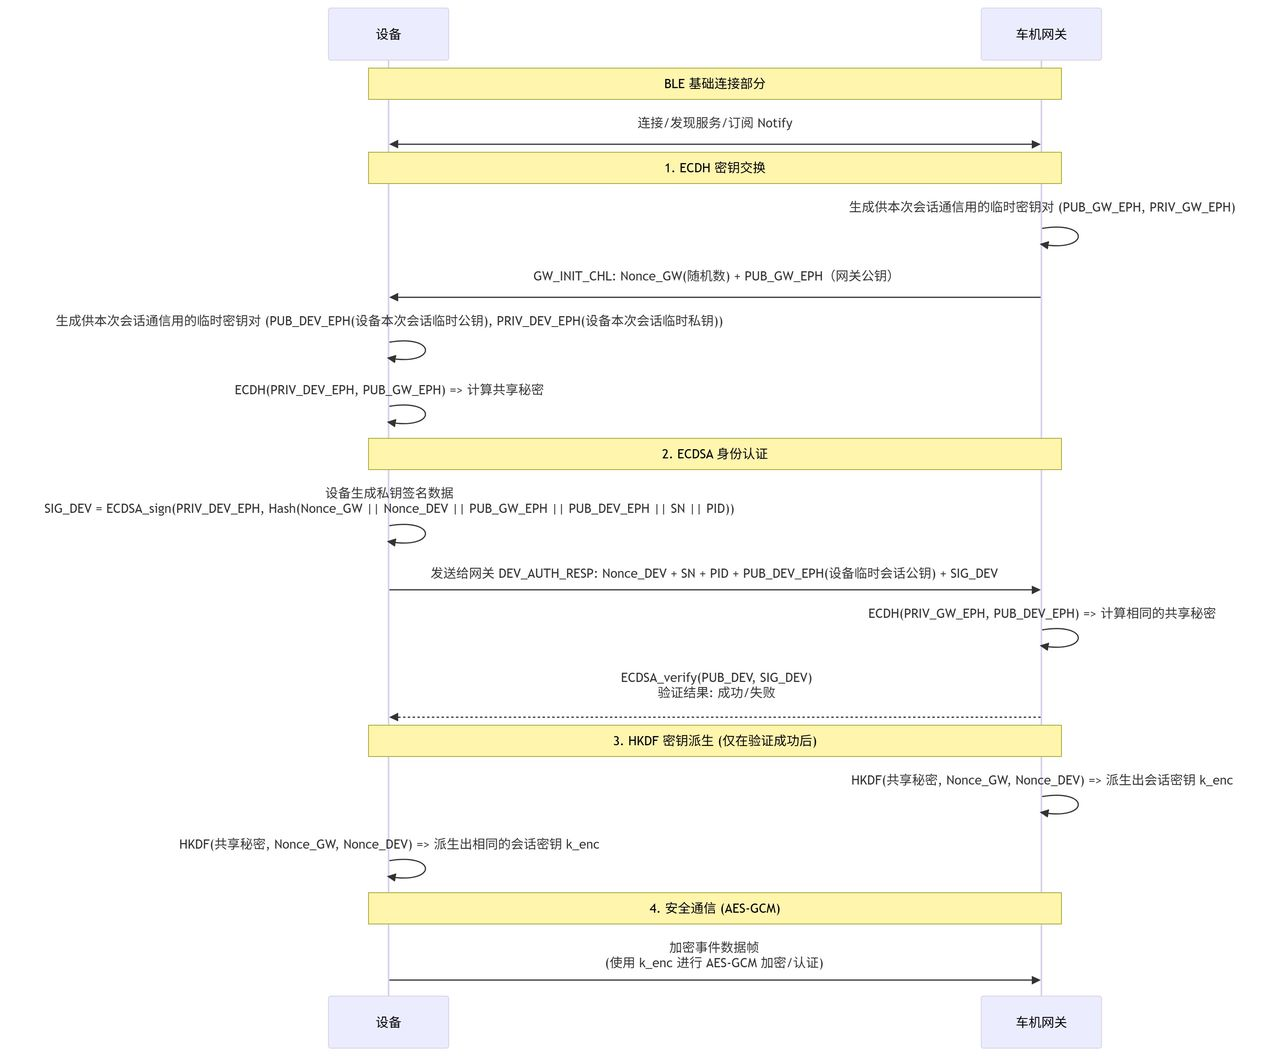 设备
车机网关
BLE 基础连接部分
连接/发现服务/订阅 Notify
1. ECDH 密钥交换
生成供本次会话通信用的临时密钥对 (PUB_GW_EPH, PRIV_GW_EPH)
GW_INIT_CHL: Nonce_GW(随机数) + PUB_GW_EPH（网关公钥）
生成供本次会话通信用的临时密钥对 (PUB_DEV_EPH(设备本次会话临时公钥), PRIV_DEV_EPH(设备本次会话临时私钥))
ECDH(PRIV_DEV_EPH, PUB_GW_EPH) => 计算共享秘密
2. ECDSA 身份认证
设备生成私钥签名数据
SIG_DEV = ECDSA_sign(PRIV_DEV_EPH, Hash(Nonce_GW || Nonce_DEV || PUB_GW_EPH || PUB_DEV_EPH || SN || PID))
发送给网关 DEV_AUTH_RESP: Nonce_DEV + SN + PID + PUB_DEV_EPH(设备临时会话公钥) + SIG_DEV
ECDH(PRIV_GW_EPH, PUB_DEV_EPH) => 计算相同的共享秘密
ECDSA_verify(PUB_DEV, SIG_DEV)
验证结果: 成功/失败
3. HKDF 密钥派生 (仅在验证成功后)
HKDF(共享秘密, Nonce_GW, Nonce_DEV) => 派生出会话密钥 k_enc
HKDF(共享秘密, Nonce_GW, Nonce_DEV) => 派生出相同的会话密钥 k_enc
4. 安全通信 (AES-GCM)
加密事件数据帧
(使用 k_enc 进行 AES-GCM 加密/认证)
设备
车机网关